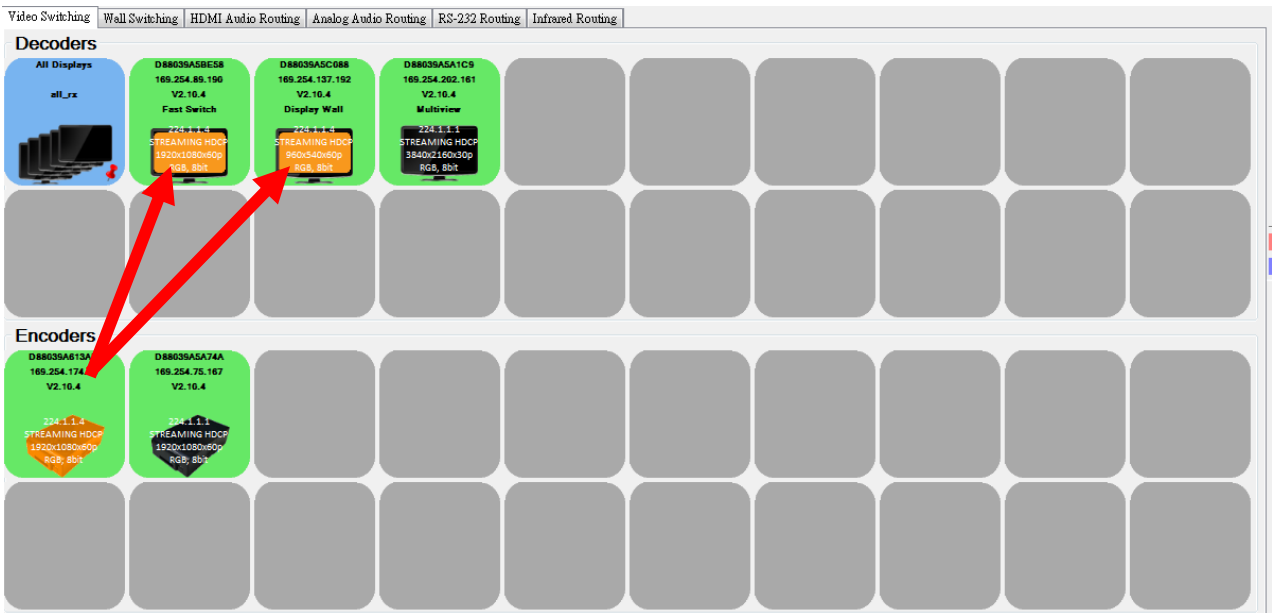 Video Switching Wall Switching HDMI Audio Routing Analog Audio Routing RS-232 Routing Infrared Routing
Decoders
All Displays
all_rx
D88039A5BE58
169.254.89.190
V2.10.4
Fast Switch
224.1.1.4
STREAMING HDCP
1920x1080x60p
RGB, 8bit
D88039A5C088
169.254.137.192
V2.10.4
Display Wall
224.1.1.4
STREAMING HDCP
960x540x60p
RGB, 8bit
D88039A5A1C9
169.254.202.161
V2.10.4
Multiview
224.1.1.1
STREAMING HDCP
3840x2160x30p
RGB, 8bit
Encoders
D88039A613A
169.254.174.
V2.10.4
224.1.1.4
STREAMING HDCP
1920x1080x60p
RGB, 8bit
D88039A5A74A
169.254.75.167
V2.10.4
224.1.1.1
STREAMING HDCP
1920x1080x60p
RGB, 8bit